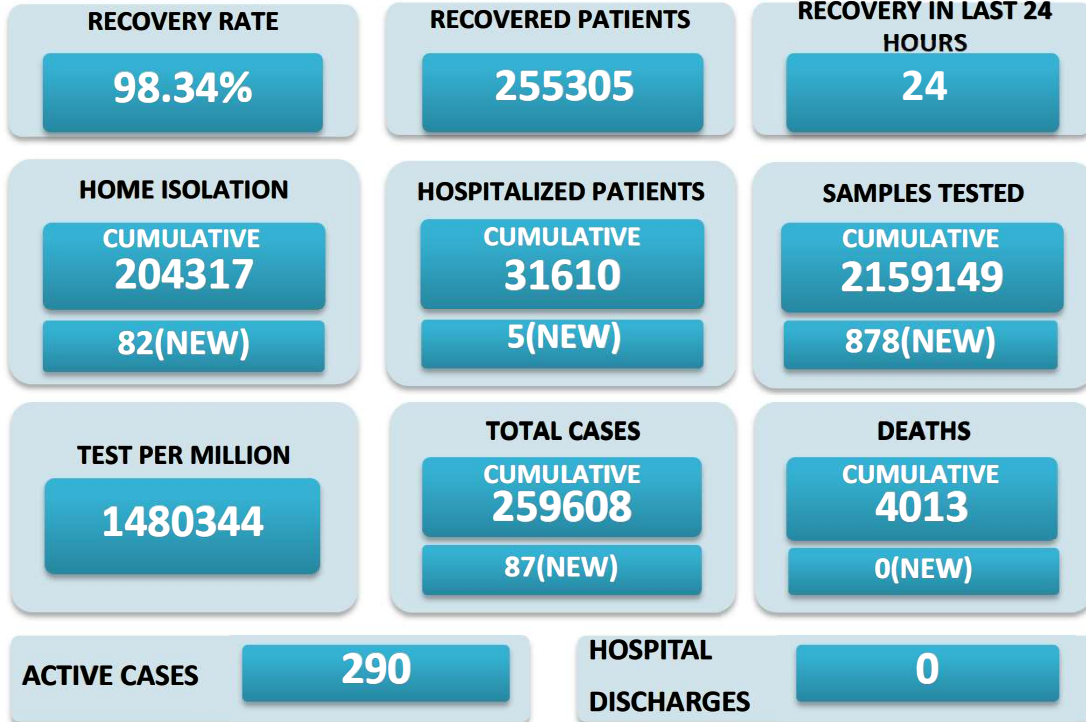 RECOVERY RATE
98.34%
RECOVERED PATIENTS
255305
RECOVERY IN LAST 24
HOURS
24
HOME ISOLATION
CUMULATIVE
204317
82(NEW)
HOSPITALIZED PATIENTS
CUMULATIVE
31610
5(NEW)
SAMPLES TESTED
CUMULATIVE
2159149
878(NEW)
TEST PER MILLION
1480344
TOTAL CASES
CUMULATIVE
259608
87(NEW)
DEATHS
CUMULATIVE
4013
0(NEW)
ACTIVE CASES
290
HOSPITAL
DISCHARGES
0